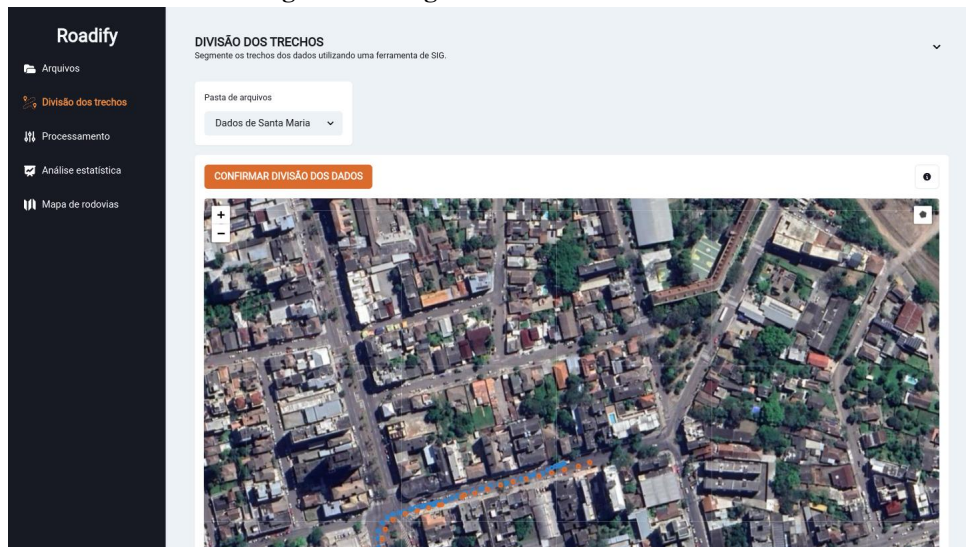 Roadify
Arquivos
Divisão dos trechos
Processamento
Análise estatística
Mapa de rodovias
DIVISÃO DOS TRECHOS
Segmente os trechos dos dados utilizando uma ferramenta de SIG.
Pasta de arquivos
Dados de Santa Maria
CONFIRMAR DIVISÃO DOS DADOS
+
−